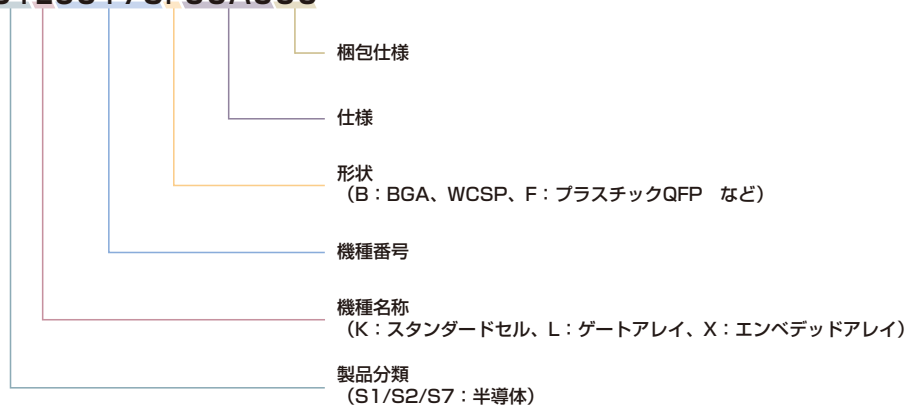 梱包仕様
仕様
形状
（B：BGA、WCSP、F：プラスチックQFP　など）
機種番号
機種名称
（K：スタンダードセル、L：ゲートアレイ、X：エンベデッドアレイ）
製品分類
（S1/S2/S7：半導体）